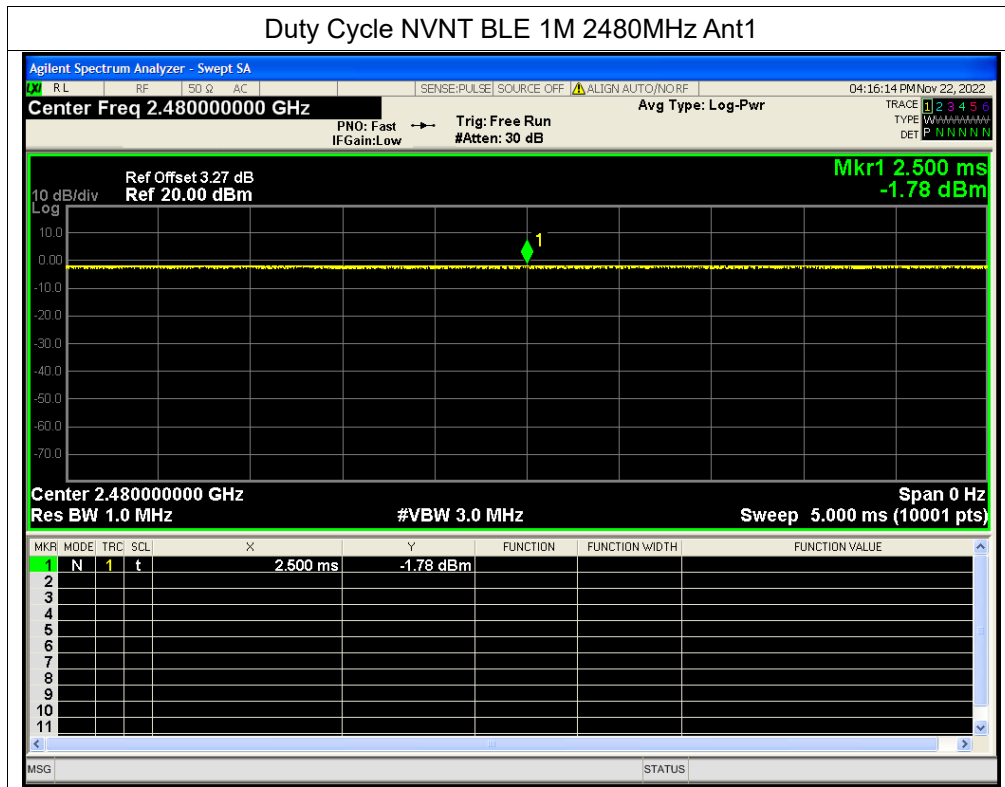 Duty Cycle NVNT BLE 1M 2480MHz Ant1
Agilent Spectrum Analyzer - Swept SA
LXI RL RF 50 Ω AC SENSE:PULSE SOURCE OFF ALIGN AUTO/NO RF 04:16:14 PM Nov 22, 2022
Center Freq 2.480000000 GHz Avg Type: Log-Pwr TRACE 1 2 3 4 5 6
PNO: Fast Trig: Free Run TYPE WWWWWW
IFGain:Low #Atten: 30 dB DET P N N N N N
Mkr1 2.500 ms
Ref Offset 3.27 dB
10 dB/div Ref 20.00 dBm -1.78 dBm
Log
10.0
1
0.00
-10.0
-20.0
-30.0
-40.0
-50.0
-60.0
-70.0
Center 2.480000000 GHz Span 0 Hz
Res BW 1.0 MHz #VBW 3.0 MHz Sweep 5.000 ms (10001 pts)
MKR MODE TRC SCL X Y FUNCTION FUNCTION WIDTH FUNCTION VALUE
1 N 1 t 2.500 ms -1.78 dBm
2
3
4
5
6
7
8
9
10
11
MSG STATUS